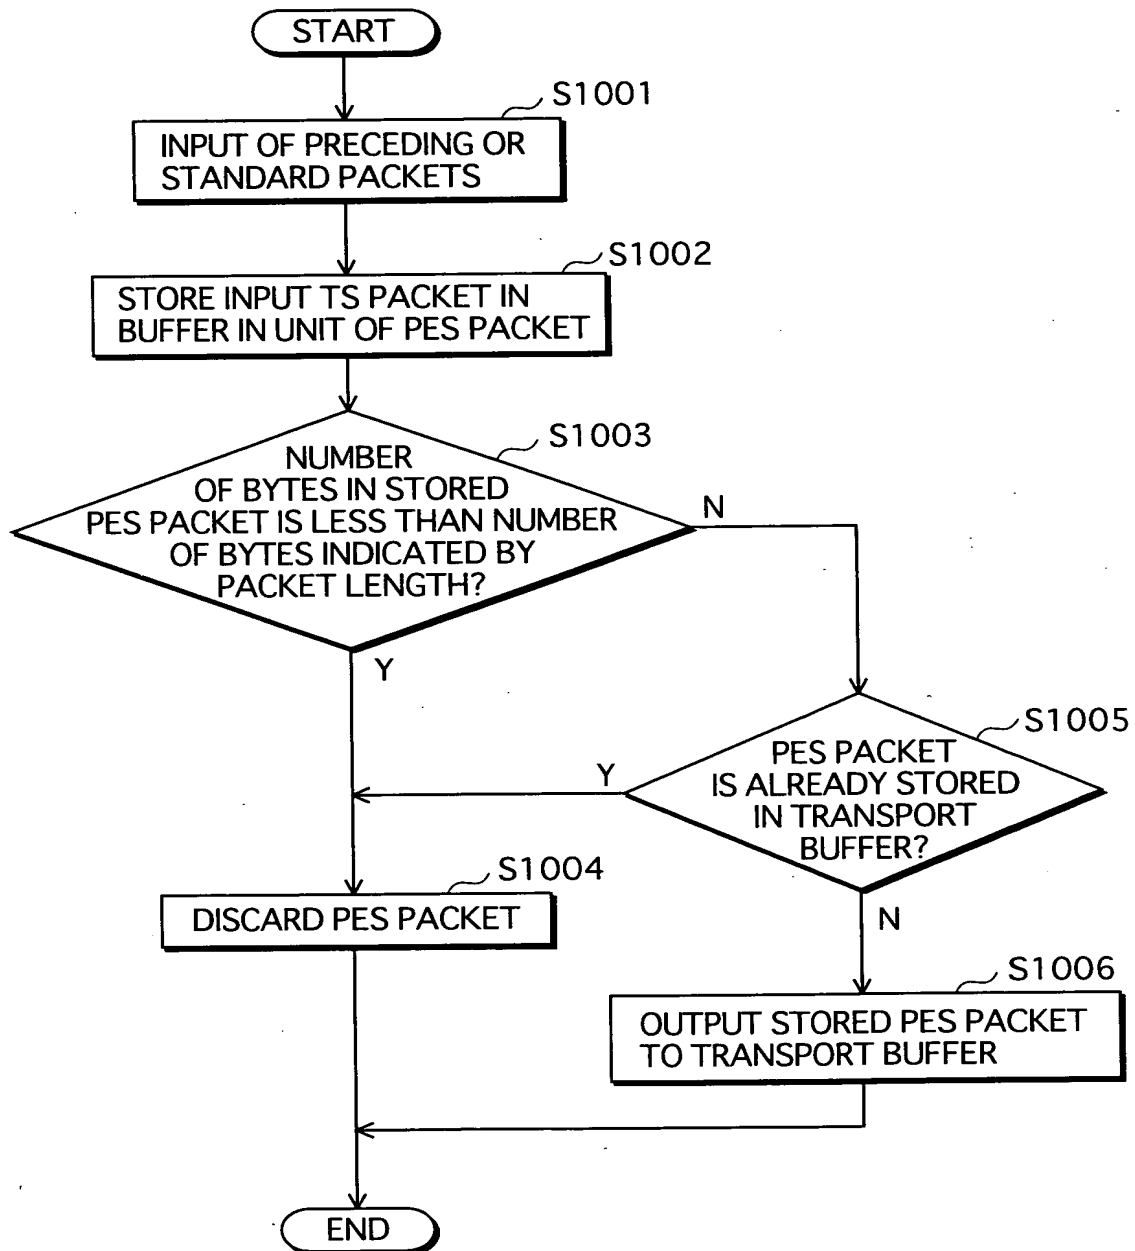 START
S1001
INPUT OF PRECEDING OR
STANDARD PACKETS
S1002
STORE INPUT TS PACKET IN
BUFFER IN UNIT OF PES PACKET
S1003
NUMBER
OF BYTES IN STORED
PES PACKET IS LESS THAN NUMBER
OF BYTES INDICATED BY
PACKET LENGTH?
N
Y
S1005
PES PACKET
IS ALREADY STORED
IN TRANSPORT
BUFFER?
Y
N
S1004
DISCARD PES PACKET
S1006
OUTPUT STORED PES PACKET
TO TRANSPORT BUFFER
END